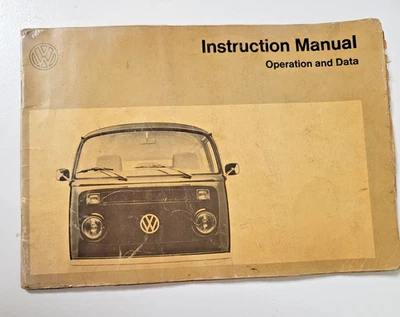 Instruction Manual
Operation and Data